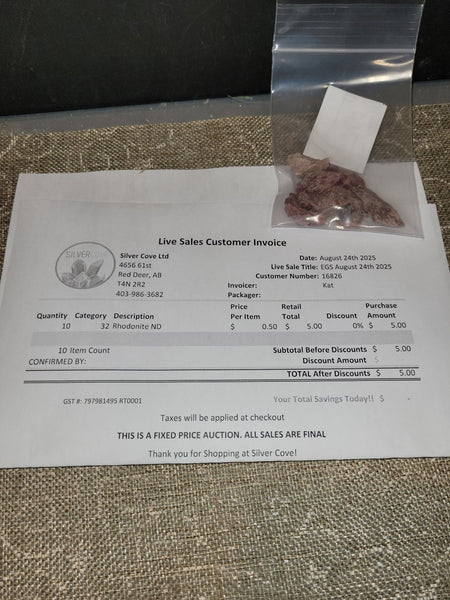 Live Sales Customer Invoice
SILVER COVE
Silver Cove Ltd
4656 61st
Red Deer, AB
T4N 2R2
403-986-3682
Date: August 24th 2025
Live Sale Title: EGS August 24th 2025
Customer Number: 16826
Invoicer: Kat
Packager:
Quantity Category Description Price Per Item Retail Total Discount Purchase Amount
10 32 Rhodonite ND $ 0.50 $ 5.00 0% $ 5.00
10 Item Count Subtotal Before Discounts $ 5.00
CONFIRMED BY: Discount Amount $
TOTAL After Discounts $ 5.00
GST #: 797981495 RT0001 Your Total Savings Today!! $ -
Taxes will be applied at checkout
THIS IS A FIXED PRICE AUCTION. ALL SALES ARE FINAL
Thank you for Shopping at Silver Cove!